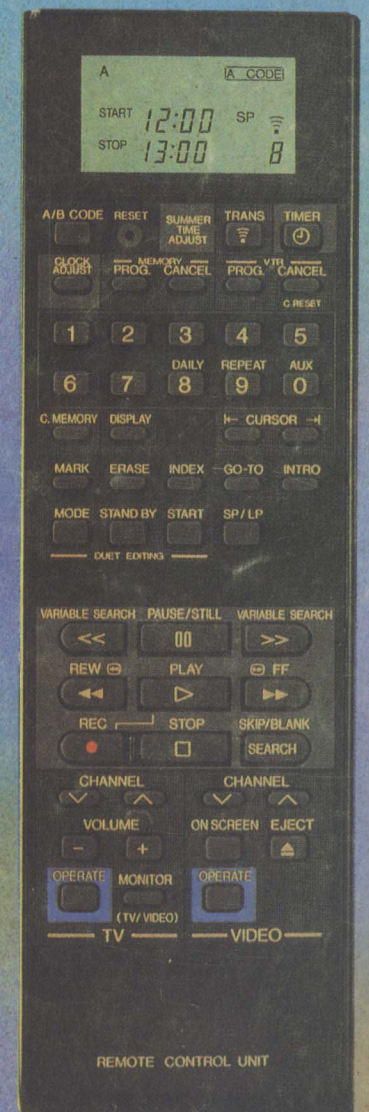 A A CODE
START 12:00 SP
STOP 13:00 8
A/B CODE RESET SUMMER TIME ADJUST TRANS TIMER
CLOCK ADJUST MEMORY VTR
PROG. CANCEL PROG. CANCEL
C.RESET
1 2 3 4 5
DAILY REPEAT AUX
6 7 8 9 0
C. MEMORY DISPLAY CURSOR
MARK ERASE INDEX GO-TO INTRO
MODE STAND BY START SP/LP
DUET EDITING
VARIABLE SEARCH PAUSE/STILL VARIABLE SEARCH
<< >>
REW PLAY FF
REC STOP SKIP/BLANK
SEARCH
CHANNEL CHANNEL
VOLUME ON SCREEN EJECT
- +
OPERATE MONITOR OPERATE
(TV/VIDEO)
TV VIDEO
REMOTE CONTROL UNIT